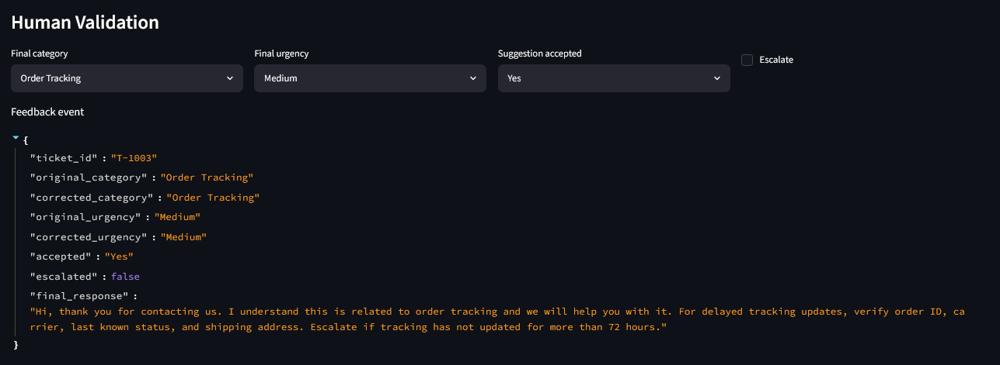 Human Validation
Final category
Final urgency
Suggestion accepted
Escalate
Order Tracking
Medium
Yes
Feedback event
{
"ticket_id" : "T-1003"
"original_category" : "Order Tracking"
"corrected_category" : "Order Tracking"
"original_urgency" : "Medium"
"corrected_urgency" : "Medium"
"accepted" : "Yes"
"escalated" : false
"final_response" :
"Hi, thank you for contacting us. I understand this is related to order tracking and we will help you with it. For delayed tracking updates, verify order ID, ca
rrier, last known status, and shipping address. Escalate if tracking has not updated for more than 72 hours."
}